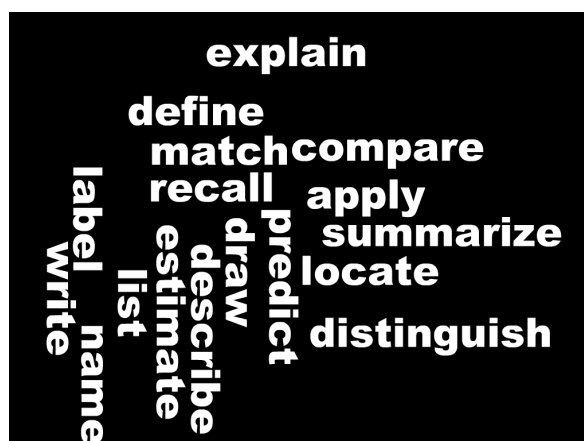 explain
define
match
compare
recall
apply
label
summarize
predict
draw
estimate
describe
write
locate
list
distinguish
name